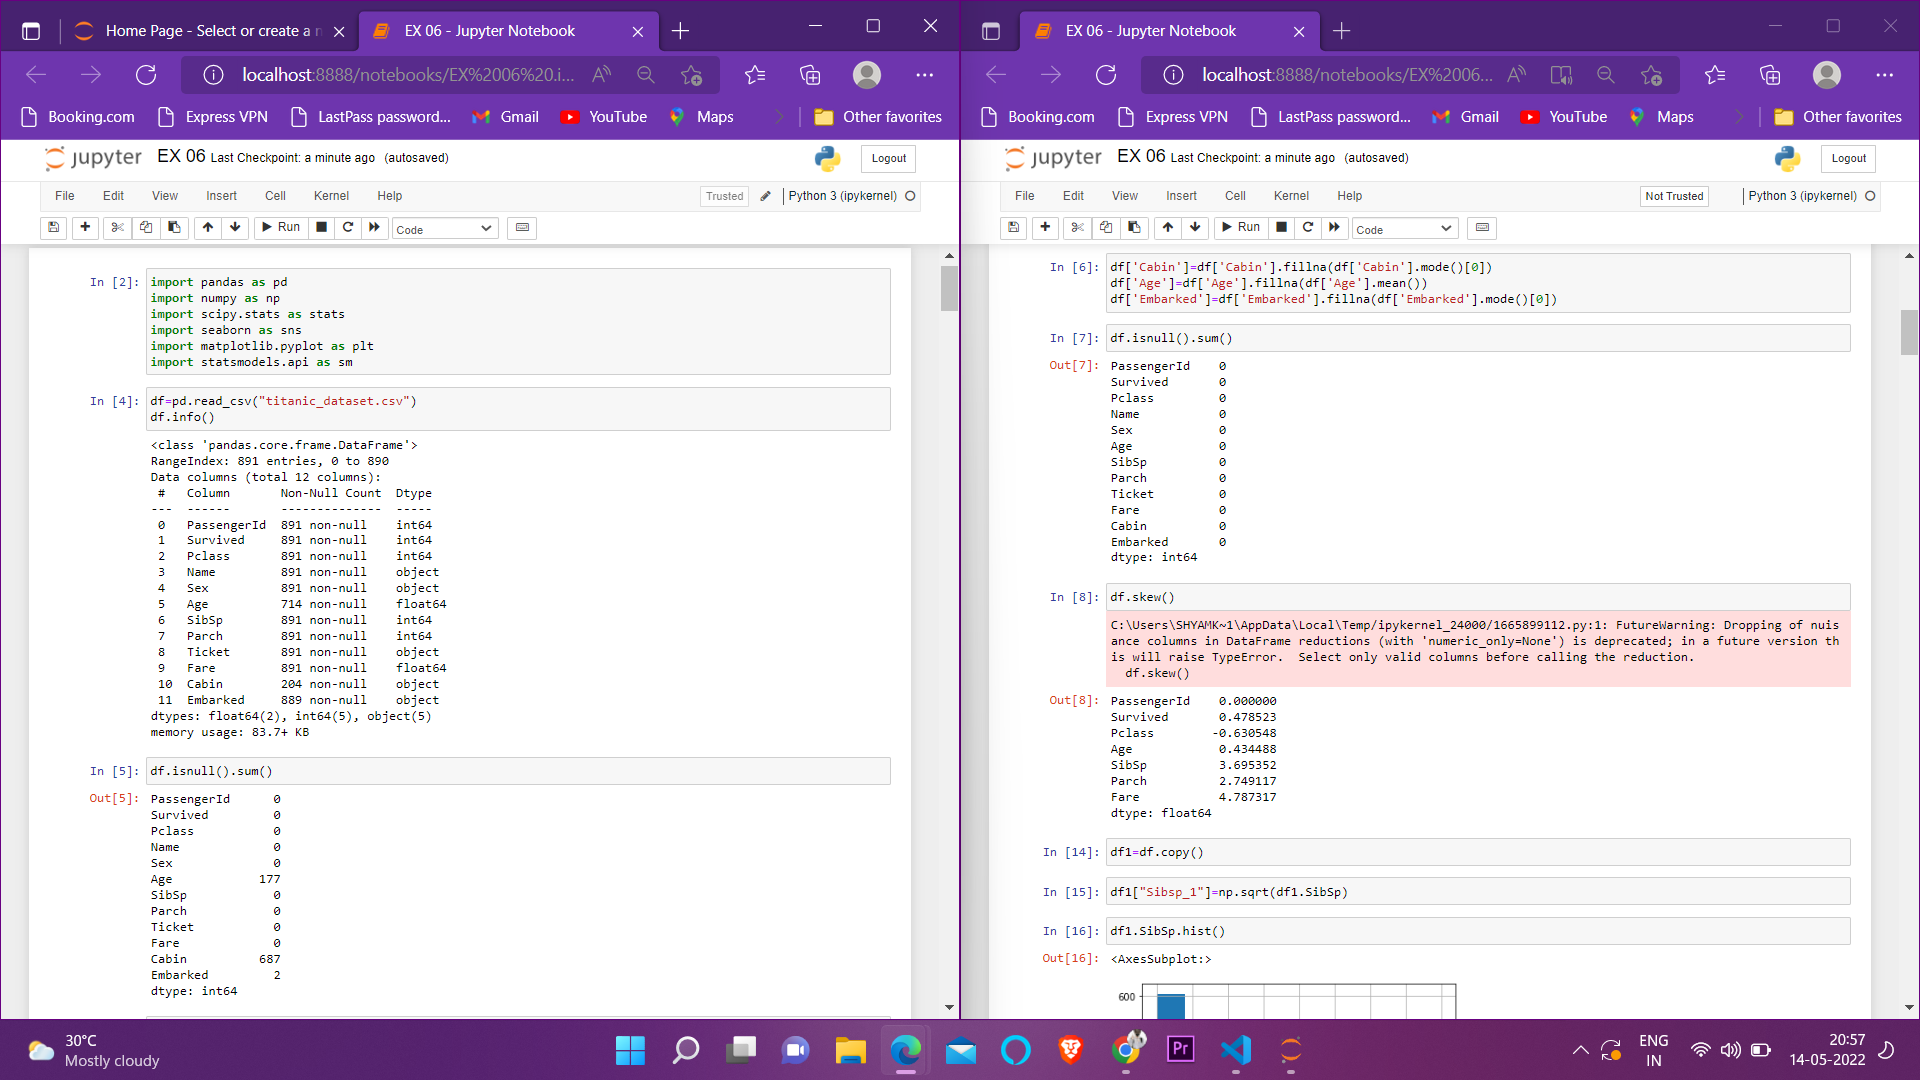 Home Page - Select or create a n
EX 06 - Jupyter Notebook
localhost:8888/notebooks/EX%2006%20.i...
Booking.com
Express VPN
LastPass password...
Gmail
YouTube
Maps
Other favorites
jupyter EX 06 Last Checkpoint: a minute ago (autosaved)
Logout
File Edit View Insert Cell Kernel Help
Trusted
Python 3 (ipykernel)
Run
Code
In [2]: import pandas as pd
import numpy as np
import scipy.stats as stats
import seaborn as sns
import matplotlib.pyplot as plt
import statsmodels.api as sm
In [4]: df=pd.read_csv("titanic_dataset.csv")
df.info()
<class 'pandas.core.frame.DataFrame'>
RangeIndex: 891 entries, 0 to 890
Data columns (total 12 columns):
# Column Non-Null Count Dtype
--- ------ -------------- -----
0 PassengerId 891 non-null int64
1 Survived 891 non-null int64
2 Pclass 891 non-null int64
3 Name 891 non-null object
4 Sex 891 non-null object
5 Age 714 non-null float64
6 SibSp 891 non-null int64
7 Parch 891 non-null int64
8 Ticket 891 non-null object
9 Fare 891 non-null float64
10 Cabin 204 non-null object
11 Embarked 889 non-null object
dtypes: float64(2), int64(5), object(5)
memory usage: 83.7+ KB
In [5]: df.isnull().sum()
Out[5]: PassengerId 0
Survived 0
Pclass 0
Name 0
Sex 0
Age 177
SibSp 0
Parch 0
Ticket 0
Fare 0
Cabin 687
Embarked 2
dtype: int64
EX 06 - Jupyter Notebook
localhost:8888/notebooks/EX%2006...
Booking.com
Express VPN
LastPass password...
Gmail
YouTube
Maps
Other favorites
jupyter EX 06 Last Checkpoint: a minute ago (autosaved)
Logout
File Edit View Insert Cell Kernel Help
Not Trusted
Python 3 (ipykernel)
Run
Code
In [6]: df['Cabin']=df['Cabin'].fillna(df['Cabin'].mode()[0])
df['Age']=df['Age'].fillna(df['Age'].mean())
df['Embarked']=df['Embarked'].fillna(df['Embarked'].mode()[0])
In [7]: df.isnull().sum()
Out[7]: PassengerId 0
Survived 0
Pclass 0
Name 0
Sex 0
Age 0
SibSp 0
Parch 0
Ticket 0
Fare 0
Cabin 0
Embarked 0
dtype: int64
In [8]: df.skew()
C:\Users\SHYAMK~1\AppData\Local\Temp/ipykernel_24000/1665899112.py:1: FutureWarning: Dropping of nuis
ance columns in DataFrame reductions (with 'numeric_only=None') is deprecated; in a future version th
is will raise TypeError.  Select only valid columns before calling the reduction.
df.skew()
Out[8]: PassengerId 0.000000
Survived 0.478523
Pclass -0.630548
Age 0.434488
SibSp 3.695352
Parch 2.749117
Fare 4.787317
dtype: float64
In [14]: df1=df.copy()
In [15]: df1["Sibsp_1"]=np.sqrt(df1.SibSp)
In [16]: df1.SibSp.hist()
Out[16]: <AxesSubplot:>
600
30°C
Mostly cloudy
Pr
ENG
IN
20:57
14-05-2022